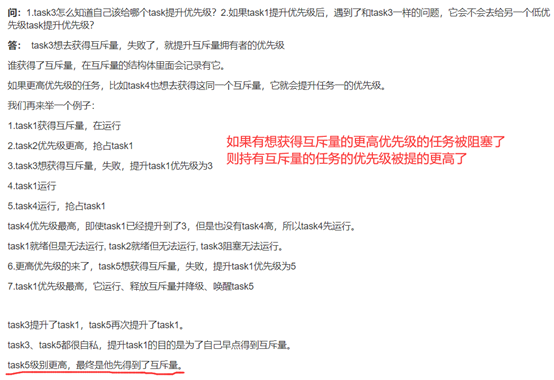 问：1.task3怎么知道自己该给哪个task提升优先级？2.如果task1提升优先级后，遇到了和task3一样的问题，它会不会去给另一个低优
先级task提升优先级？
答： task3想去获得互斥量，失败了，就提升互斥量拥有者的优先级
谁获得了互斥量，在互斥量的结构体里面会记录有它。
如果更高优先级的任务，比如task4也想去获得这同一个互斥量，它就会提升任务一的优先级。
我们再来举一个例子：
1.task1获得互斥量，在运行
2.task2优先级更高，抢占task1
3.task3想获得互斥量，失败，提升task1优先级为3
4.task1运行
5.task4运行，抢占task1
如果有想获得互斥量的更高优先级的任务被阻塞了
则持有互斥量的任务的优先级被提的更高了
task4优先级最高，即使task1已经提升到了3，但是也没有task4高，所以task4先运行。
task1就绪但是无法运行, task2就绪但无法运行, task3阻塞无法运行。
6.更高优先级的来了，task5想获得互斥量，失败，提升task1优先级为5
7.task1优先级最高，它运行、释放互斥量并降级、唤醒task5
task3提升了task1，task5再次提升了task1。
task3、task5都很自私，提升task1的目的是为了自己早点得到互斥量。
task5级别更高，最终是他先得到了互斥量。